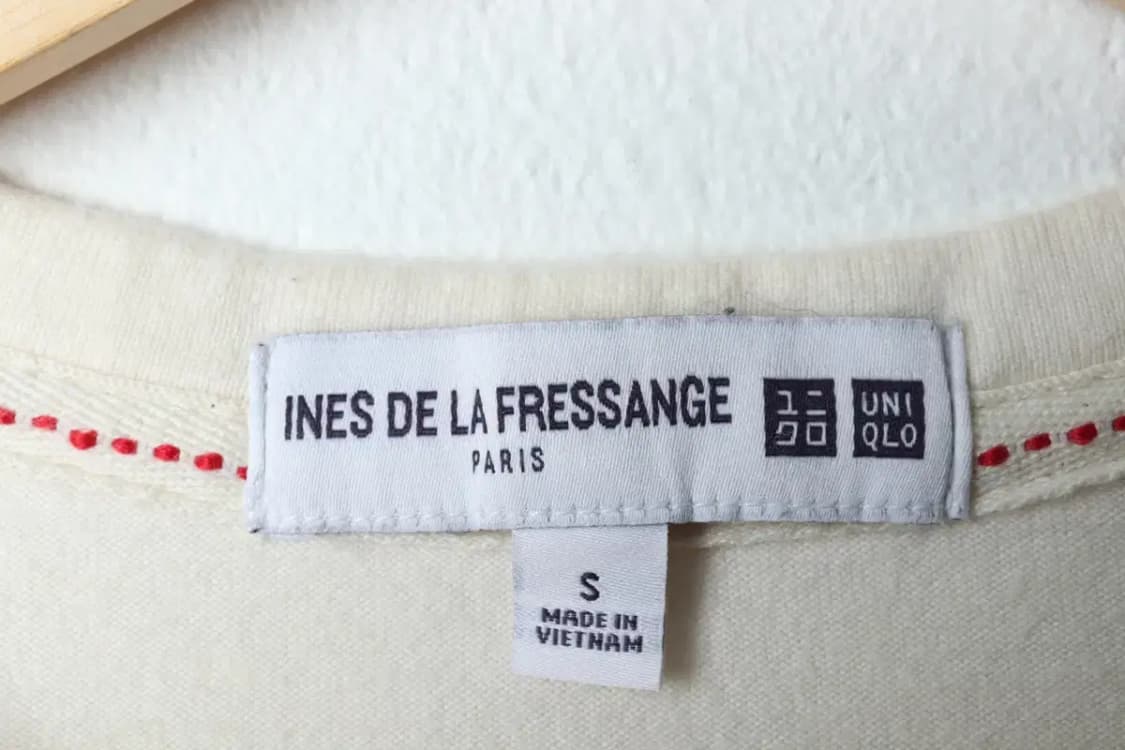 INES DE LA FRESSANGE
PARIS
ユニ
クロ
UNI
QLO
S
MADE IN
VIETNAM